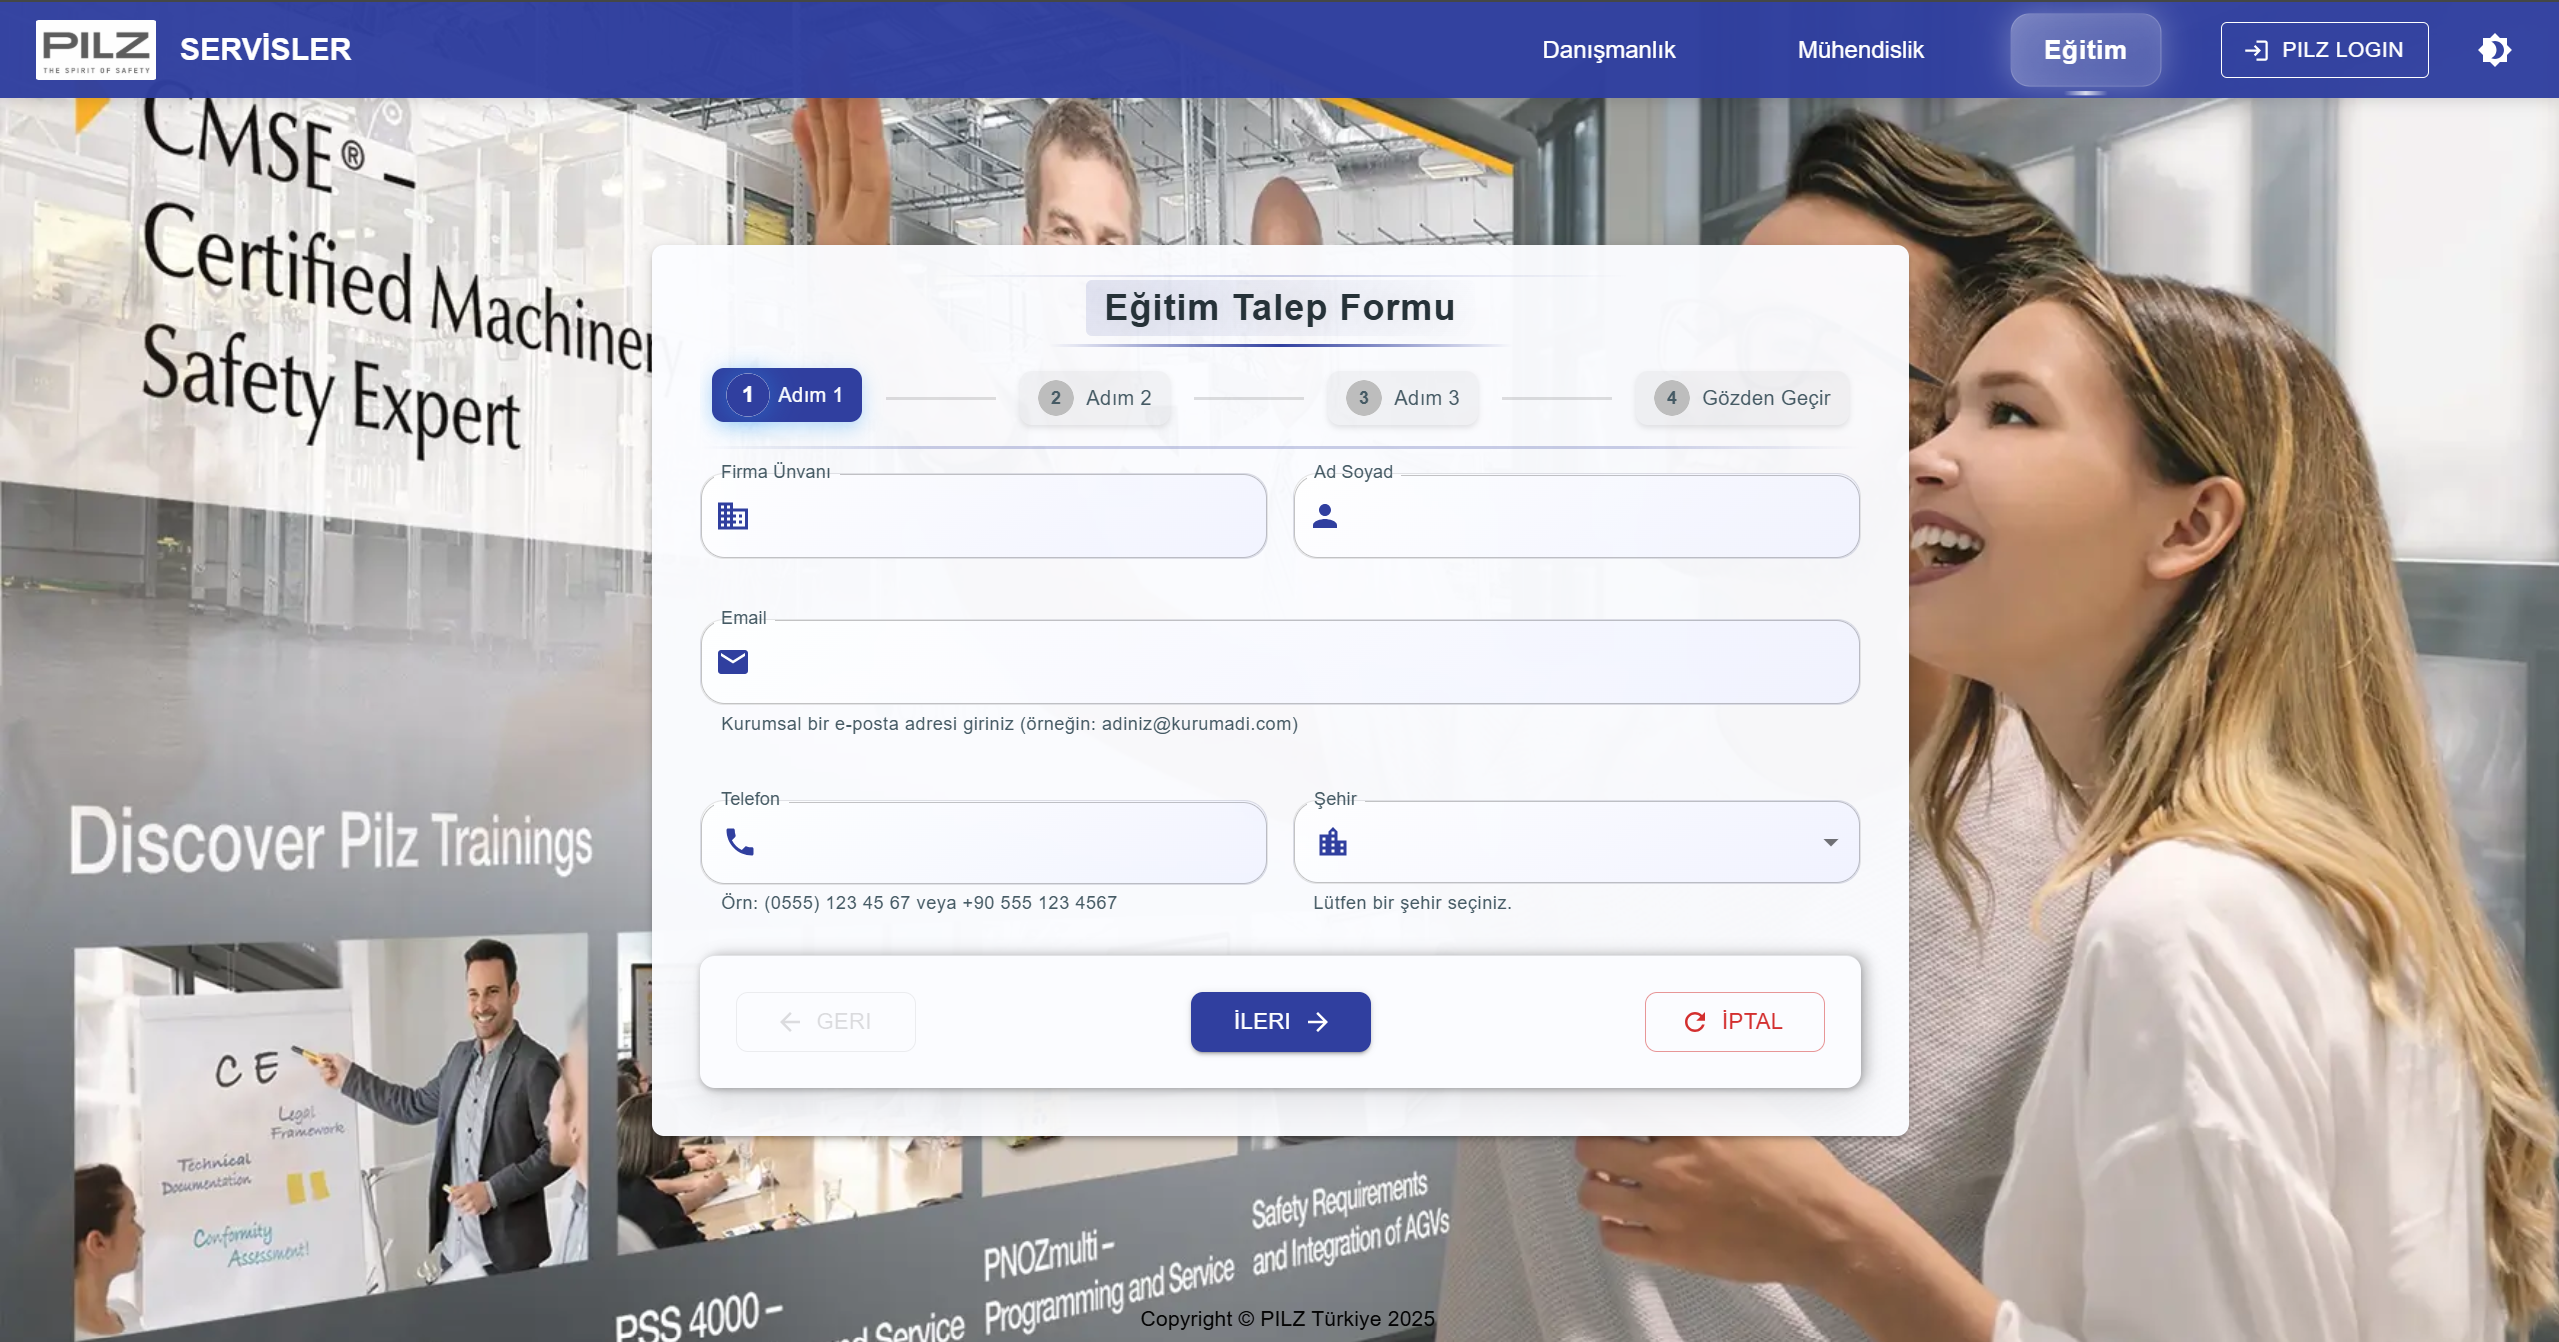 PILZ
THE SPIRIT OF SAFETY
SERVİSLER
Danışmanlık
Mühendislik
Eğitim
PILZ LOGIN
CMSE® –
Certified Machinery
Safety Expert
Eğitim Talep Formu
1 Adım 1
2 Adım 2
3 Adım 3
4 Gözden Geçir
Firma Ünvanı
Ad Soyad
Email
Kurumsal bir e-posta adresi giriniz (örneğin: adiniz@kurumadi.com)
Telefon
Şehir
Örn: (0555) 123 45 67 veya +90 555 123 4567
Lütfen bir şehir seçiniz.
GERI
İLERI
İPTAL
Discover Pilz Trainings
CE
Legal
Framework
Technical
Documentation
Conformity
Assessment!
PSS 4000 –
and Service
PNOZmulti –
Programming and Service
Safety Requirements
and Integration of AGVs
Copyright © PILZ Türkiye 2025